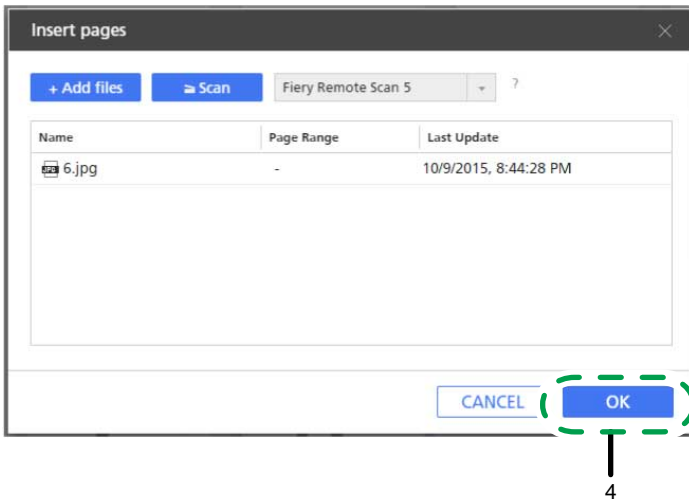 Insert pages
+ Add files Scan Fiery Remote Scan 5 ?
Name Page Range Last Update
JPG 6.jpg - 10/9/2015, 8:44:28 PM
CANCEL OK
4